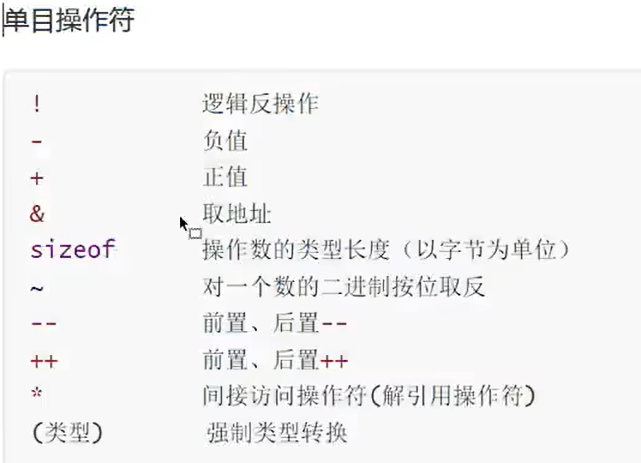 单目操作符
! 逻辑反操作
- 负值
+ 正值
& 取地址
sizeof 操作数的类型长度（以字节为单位）
~ 对一个数的二进制按位取反
-- 前置、后置--
++ 前置、后置++
* 间接访问操作符(解引用操作符)
(类型) 强制类型转换